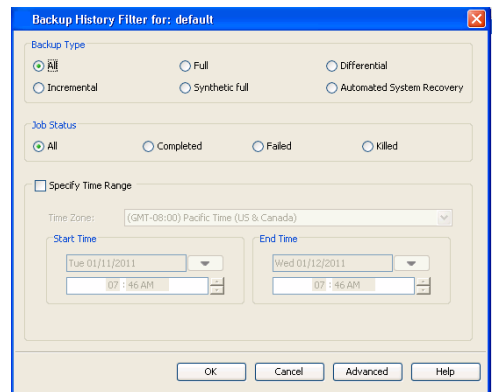 Backup History Filter for: default
Backup Type
All Full Differential
Incremental Synthetic full Automated System Recovery
Job Status
All Completed Failed Killed
Specify Time Range
Time Zone: (GMT-08:00) Pacific Time (US & Canada)
Start Time End Time
Tue 01/11/2011 Wed 01/12/2011
07 : 46 AM 07 : 46 AM
OK Cancel Advanced Help